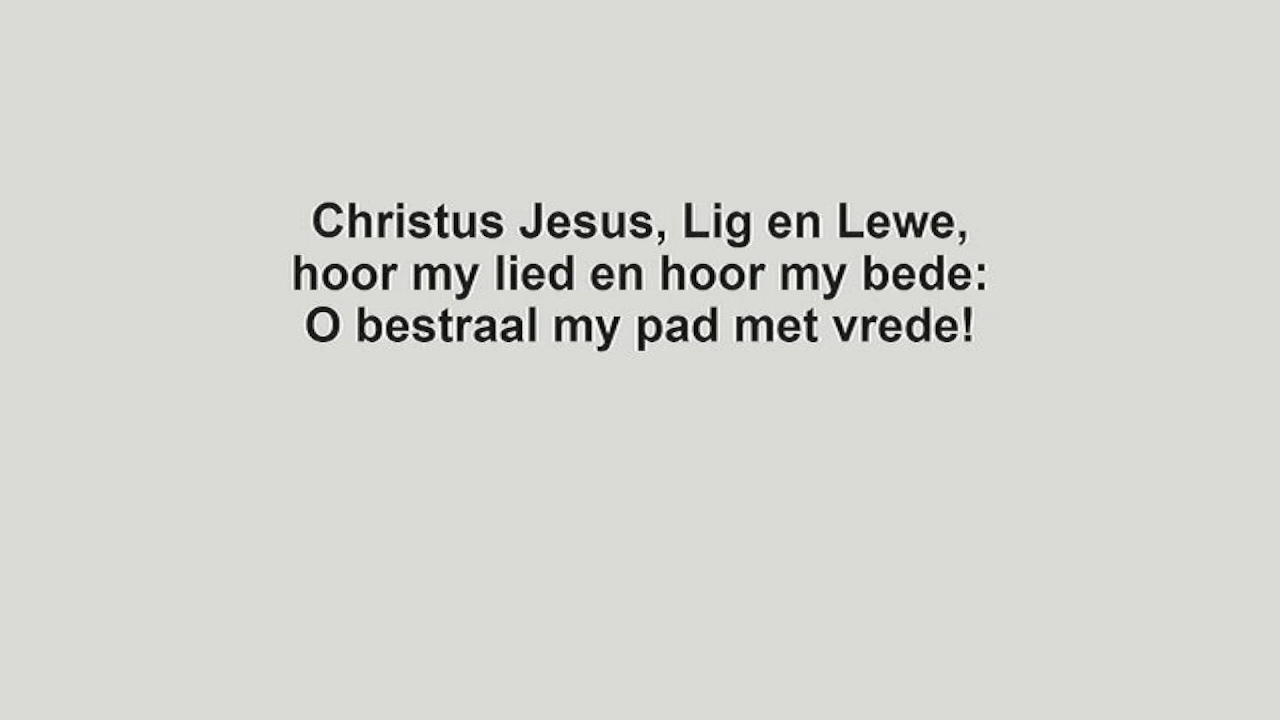 Christus Jesus, Lig en Lewe,
hoor my lied en hoor my bede:
O bestraal my pad met vrede!